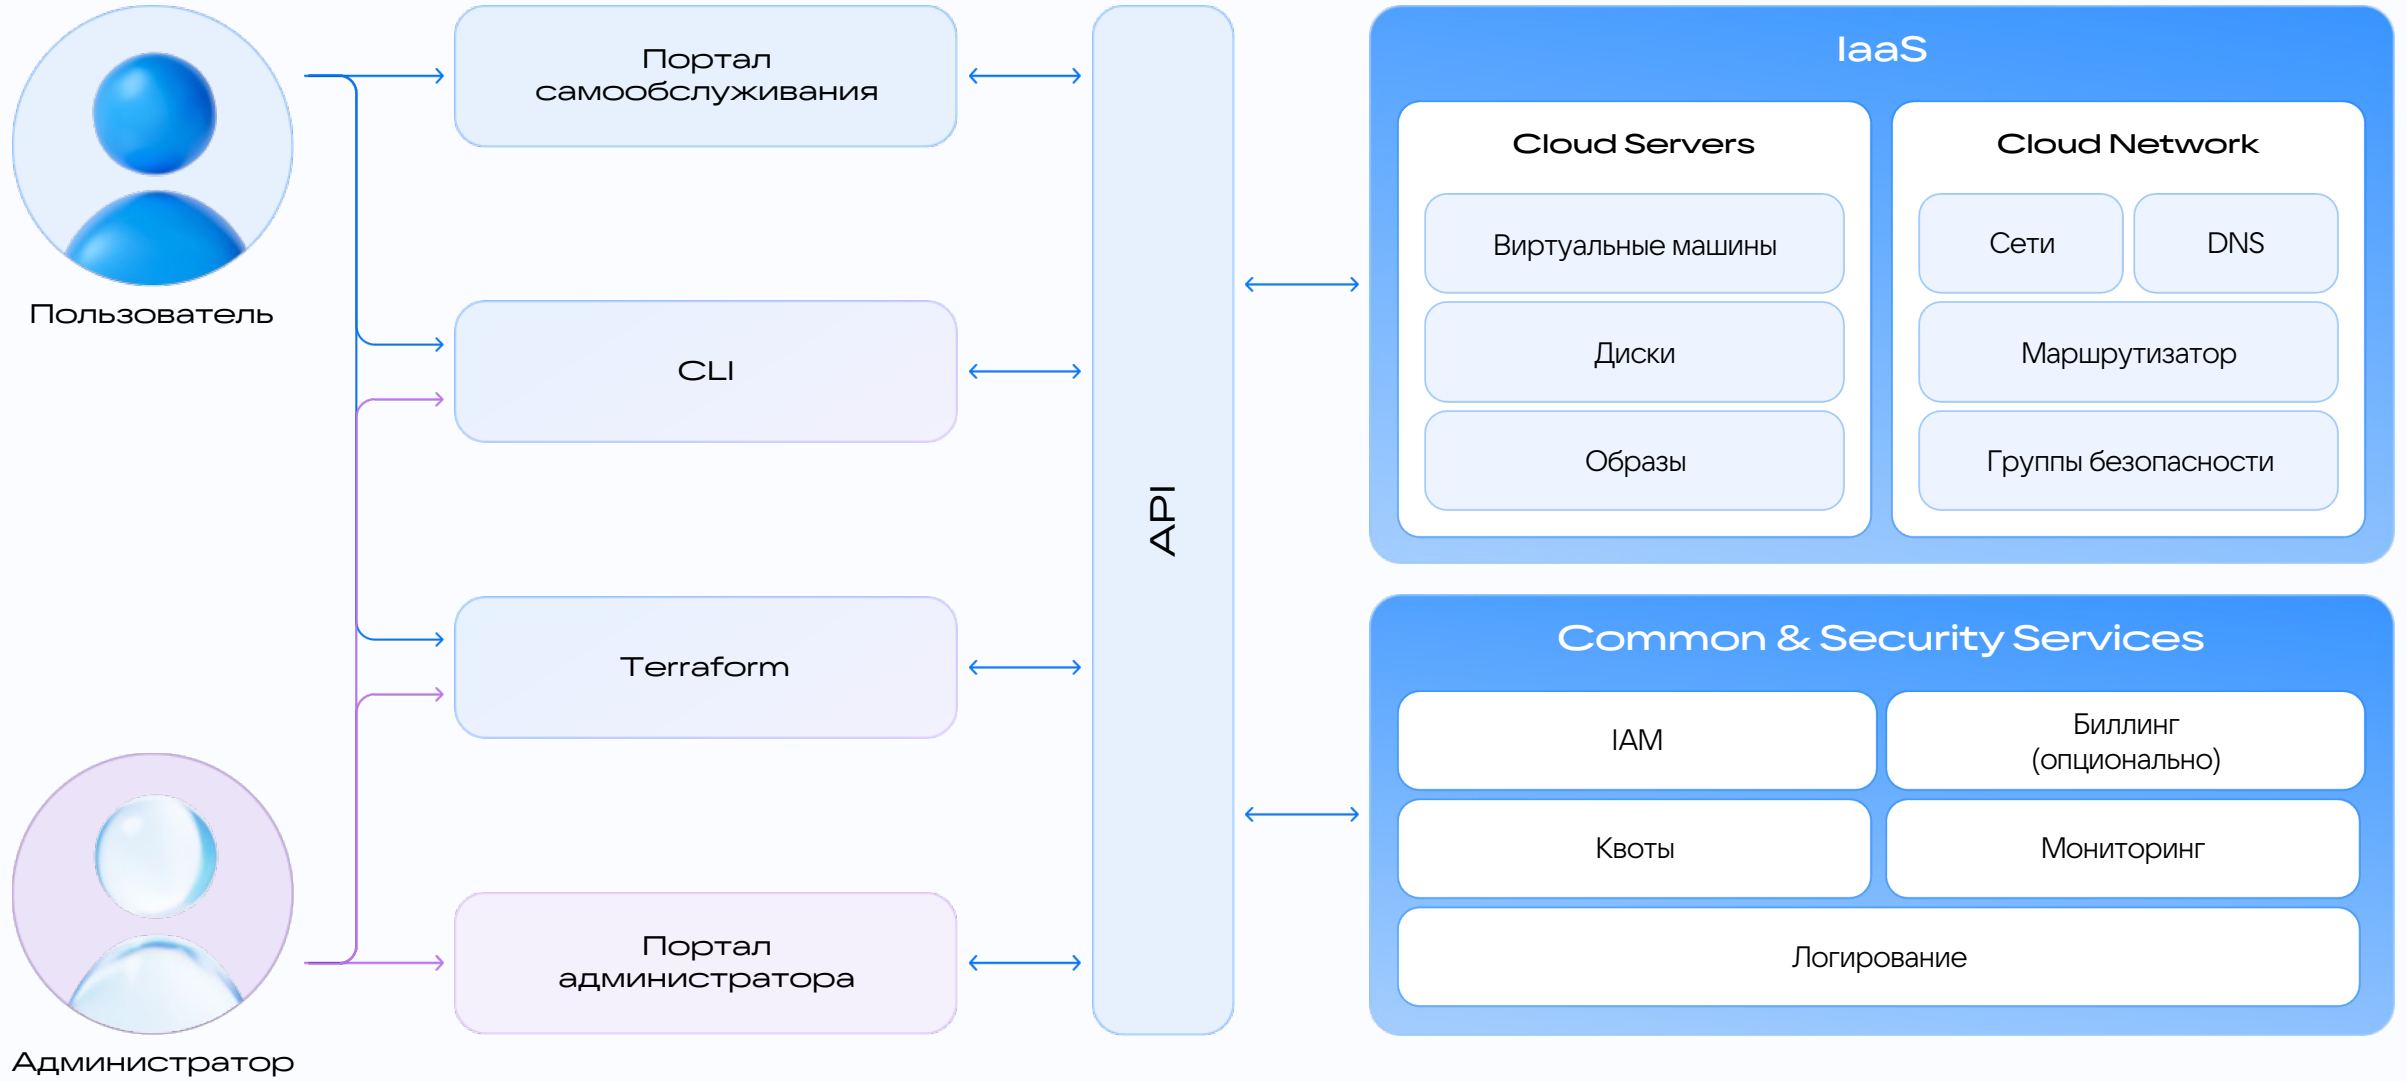 Пользователь
Администратор
Портал
самообслуживания
CLI
Terraform
Портал
администратора
API
IaaS
Cloud Servers
Виртуальные машины
Диски
Образы
Cloud Network
Сети
DNS
Маршрутизатор
Группы безопасности
Common & Security Services
IAM
Биллинг
(опционально)
Квоты
Мониторинг
Логирование